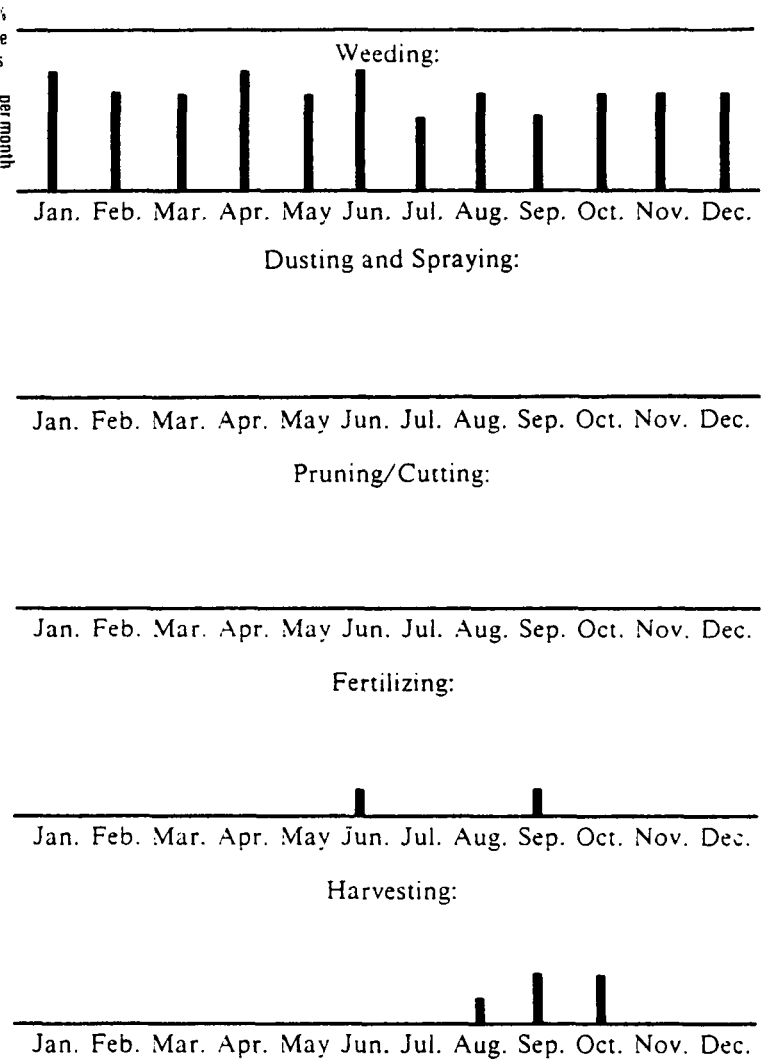 %
e
s
per month
Weeding:
Jan. Feb. Mar. Apr. May Jun. Jul. Aug. Sep. Oct. Nov. Dec.
Dusting and Spraying:
Jan. Feb. Mar. Apr. May Jun. Jul. Aug. Sep. Oct. Nov. Dec.
Pruning/Cutting:
Jan. Feb. Mar. Apr. May Jun. Jul. Aug. Sep. Oct. Nov. Dec.
Fertilizing:
Jan. Feb. Mar. Apr. May Jun. Jul. Aug. Sep. Oct. Nov. Dec.
Harvesting:
Jan. Feb. Mar. Apr. May Jun. Jul. Aug. Sep. Oct. Nov. Dec.